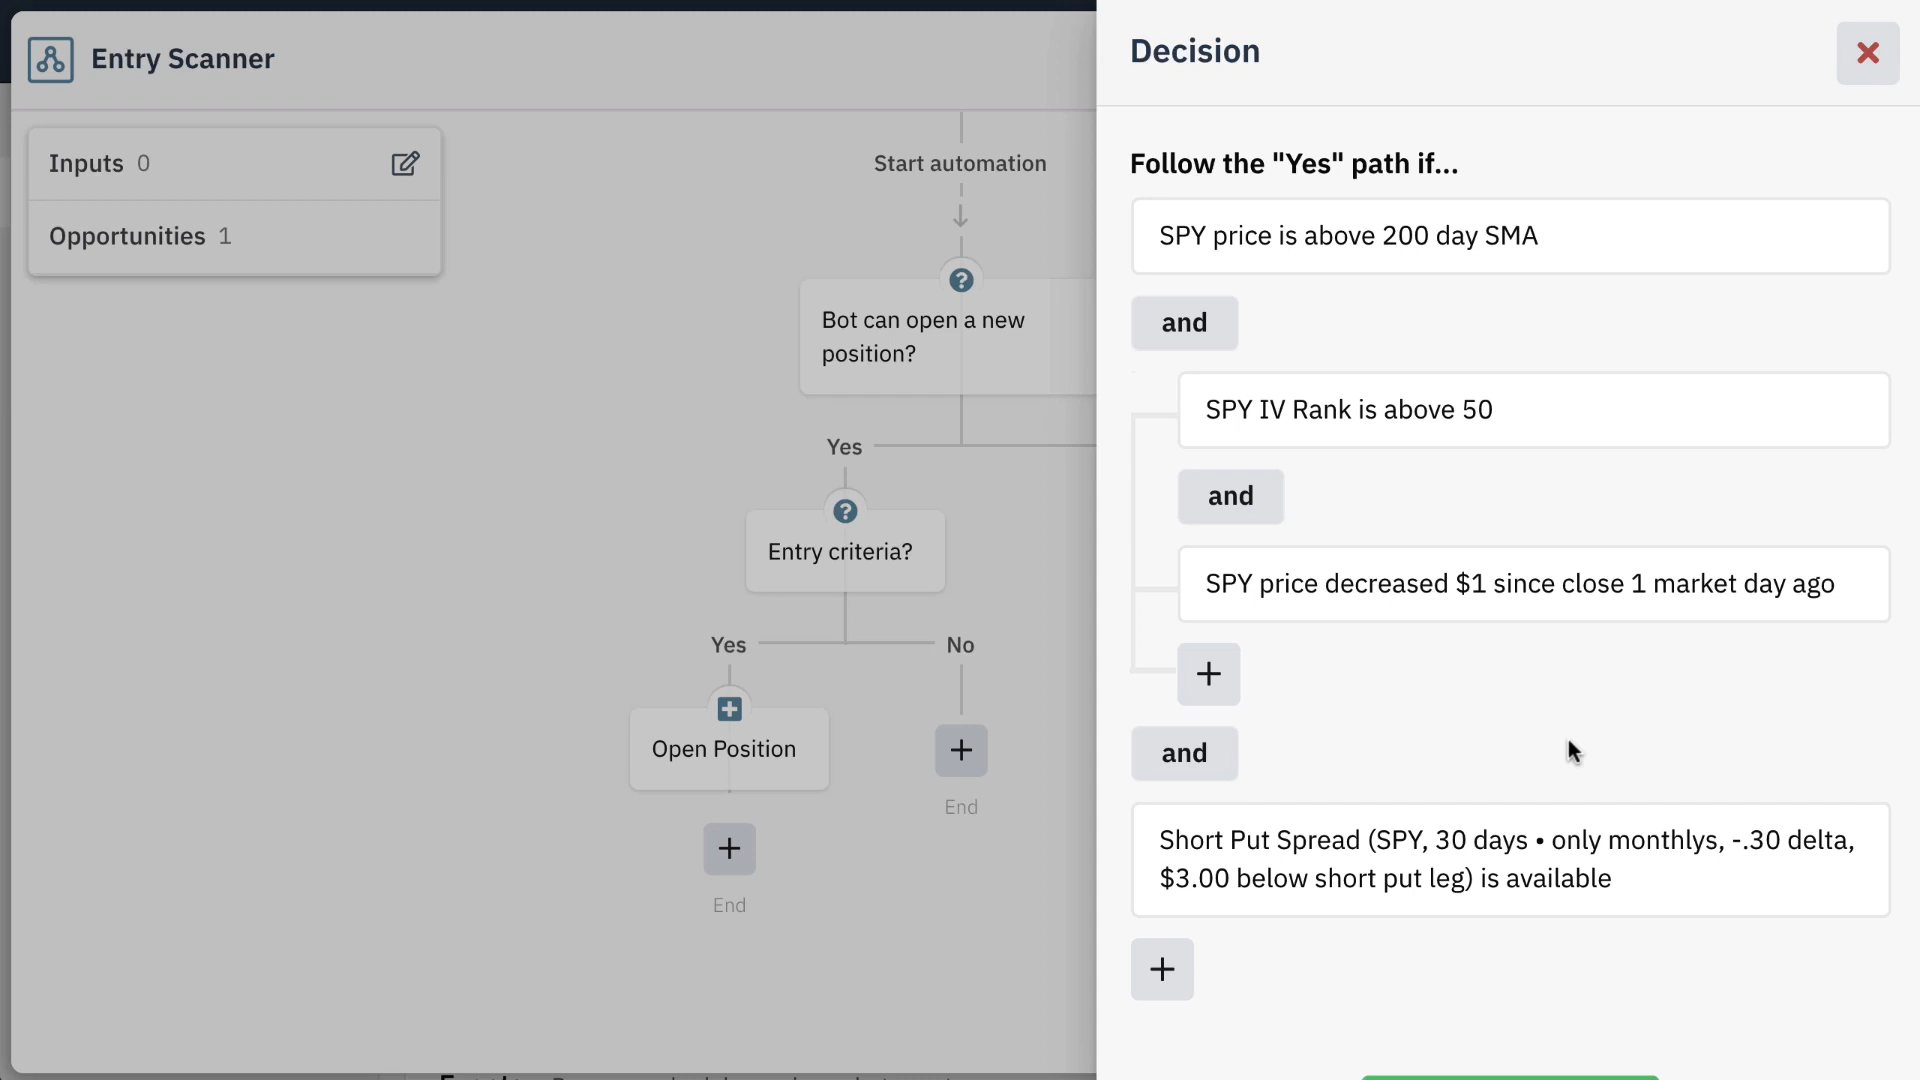 Entry Scanner
Inputs 0
Opportunities 1
Start automation
Bot can open a new
position?
Yes
Entry criteria?
Yes
No
Open Position
End
End
Decision
Follow the "Yes" path if...
SPY price is above 200 day SMA
and
SPY IV Rank is above 50
and
SPY price decreased $1 since close 1 market day ago
and
Short Put Spread (SPY, 30 days • only monthlys, -.30 delta,
$3.00 below short put leg) is available